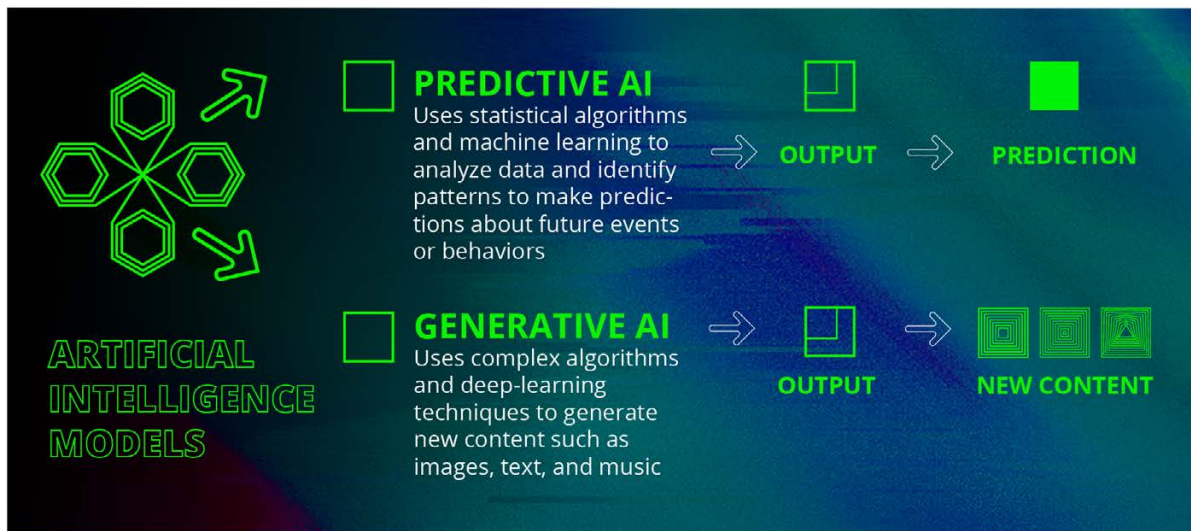 ARTIFICIAL
INTELLIGENCE
MODELS
PREDICTIVE AI
Uses statistical algorithms
and machine learning to
analyze data and identify
patterns to make predic-
tions about future events
or behaviors
OUTPUT
PREDICTION
GENERATIVE AI
Uses complex algorithms
and deep-learning
techniques to generate
new content such as
images, text, and music
OUTPUT
NEW CONTENT